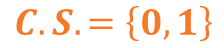 C. S. = {0, 1}